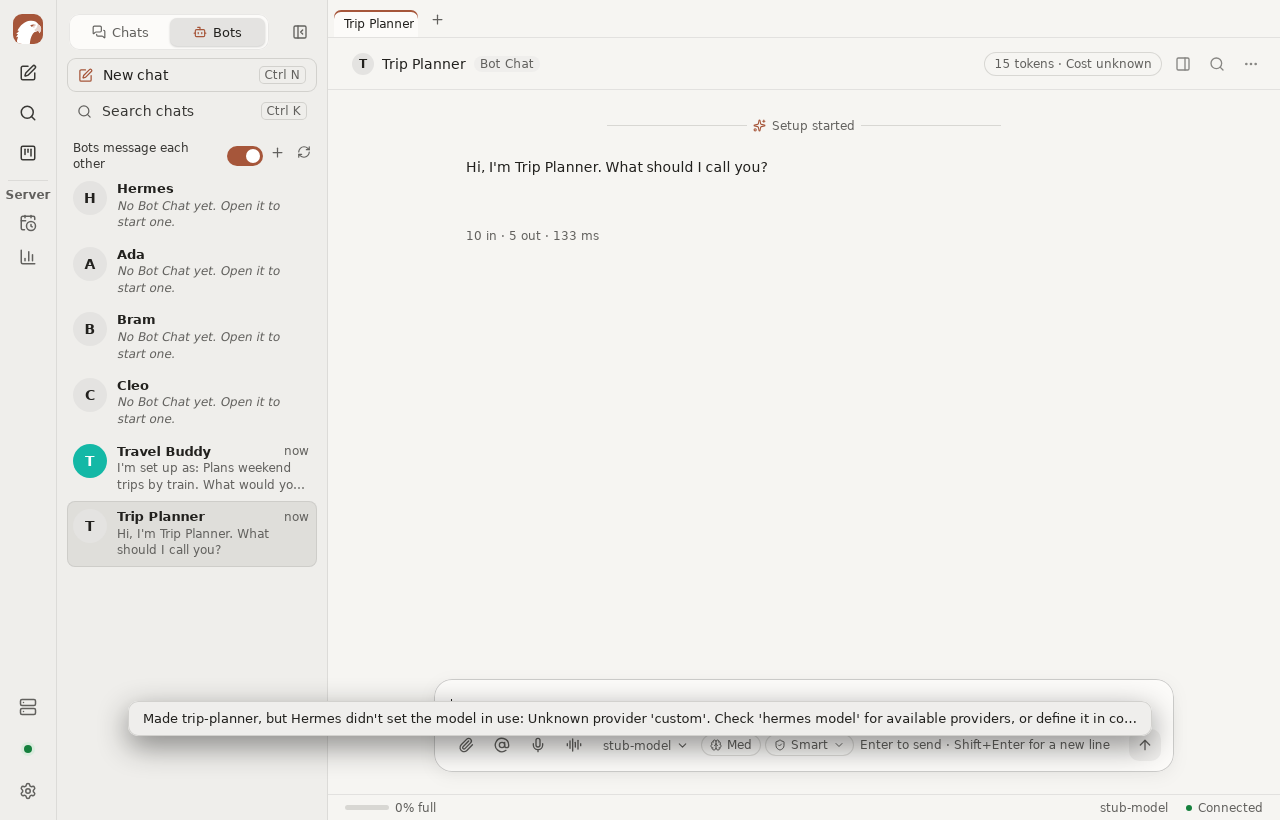 Chats
Bots
New chat
Ctrl N
Search chats
Ctrl K
Bots message each
other
Server
H
Hermes
No Bot Chat yet. Open it to
start one.
A
Ada
No Bot Chat yet. Open it to
start one.
B
Bram
No Bot Chat yet. Open it to
start one.
C
Cleo
No Bot Chat yet. Open it to
start one.
T
Travel Buddy
now
I'm set up as: Plans weekend
trips by train. What would yo…
T
Trip Planner
now
Hi, I'm Trip Planner. What
should I call you?
Trip Planner
T
Trip Planner
Bot Chat
15 tokens · Cost unknown
Setup started
Hi, I'm Trip Planner. What should I call you?
10 in · 5 out · 133 ms
Made trip-planner, but Hermes didn't set the model in use: Unknown provider 'custom'. Check 'hermes model' for available providers, or define it in co…
stub-model
Med
Smart
Enter to send · Shift+Enter for a new line
0% full
stub-model
Connected